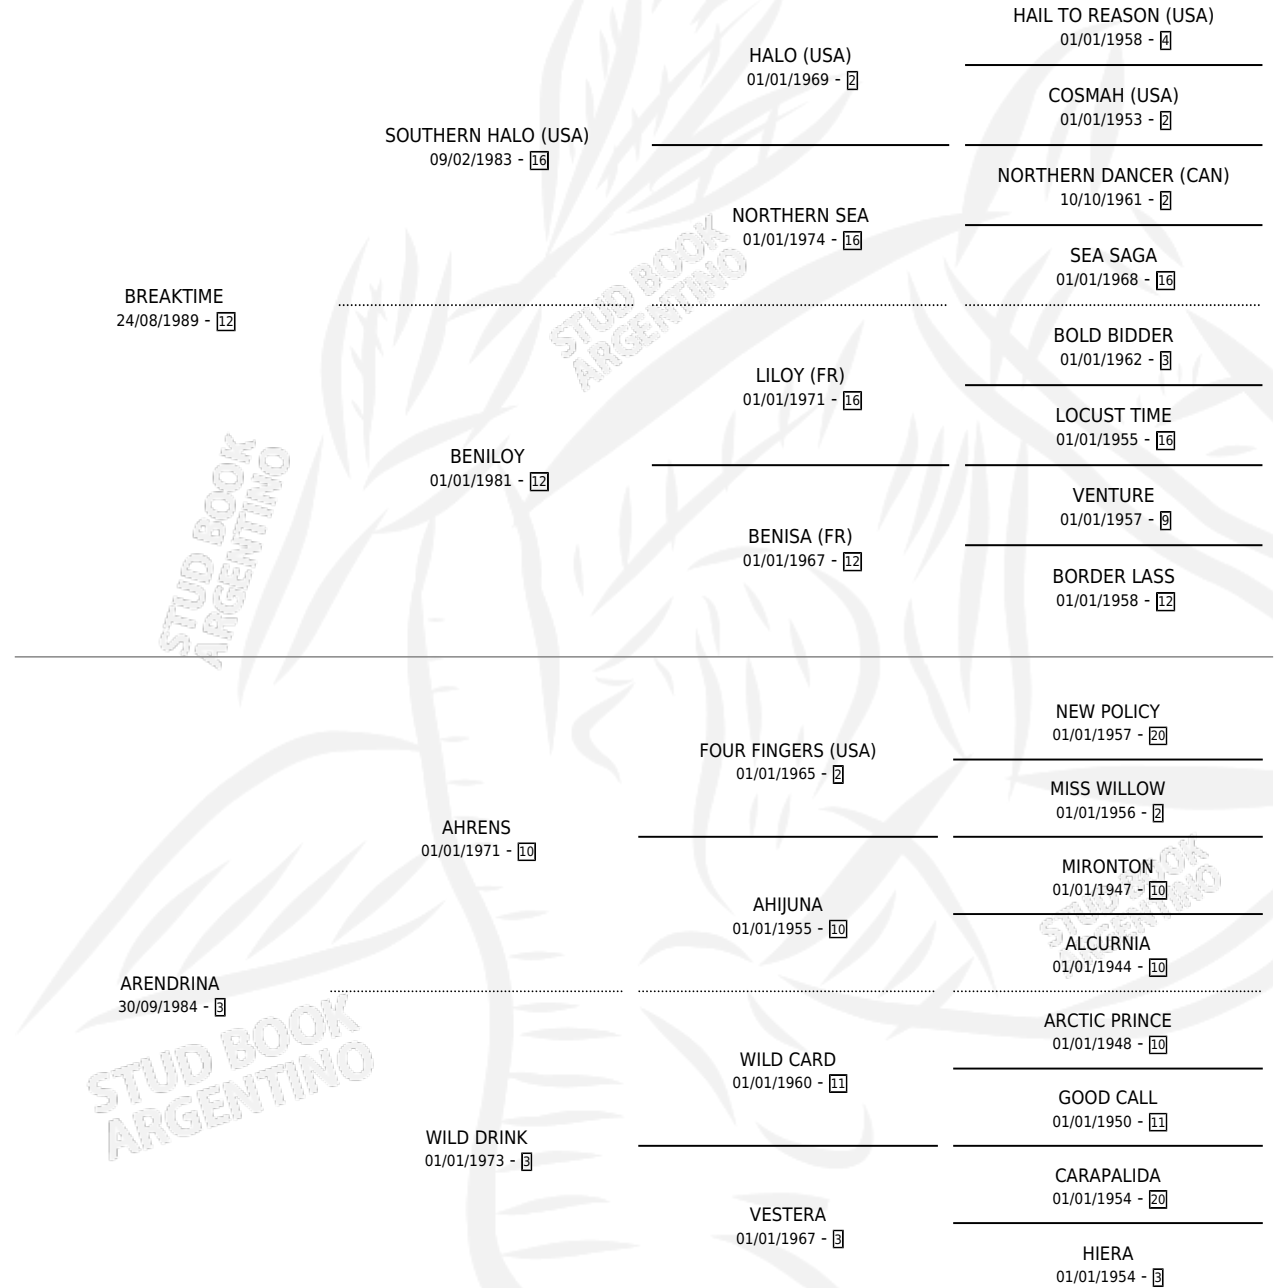 HAIL TO REASON (USA)
01/01/1958 - 4
HALO (USA)
01/01/1969 - 2
COSMAH (USA)
01/01/1953 - 2
SOUTHERN HALO (USA)
09/02/1983 - 16
NORTHERN DANCER (CAN)
10/10/1961 - 2
NORTHERN SEA
01/01/1974 - 16
SEA SAGA
01/01/1968 - 16
BREAKTIME
24/08/1989 - 12
BOLD BIDDER
01/01/1962 - 3
LILOY (FR)
01/01/1971 - 16
LOCUST TIME
01/01/1955 - 16
BENILOY
01/01/1981 - 12
VENTURE
01/01/1957 - 9
BENISA (FR)
01/01/1967 - 12
BORDER LASS
01/01/1958 - 12
STUD BOOK
ARGENTINO
STUD BOOK
ARGENTINO
NEW POLICY
01/01/1957 - 20
FOUR FINGERS (USA)
01/01/1965 - 2
MISS WILLOW
01/01/1956 - 2
AHRENS
01/01/1971 - 10
MIRONTON
01/01/1947 - 10
AHIJUNA
01/01/1955 - 10
ALCURNIA
01/01/1944 - 10
ARENDRINA
30/09/1984 - 3
ARCTIC PRINCE
01/01/1948 - 10
WILD CARD
01/01/1960 - 11
GOOD CALL
01/01/1950 - 11
WILD DRINK
01/01/1973 - 3
CARAPALIDA
01/01/1954 - 20
VESTERA
01/01/1967 - 3
HIERA
01/01/1954 - 3
STUD BOOK
ARGENTINO
STUD BOOK
ARGENTINO